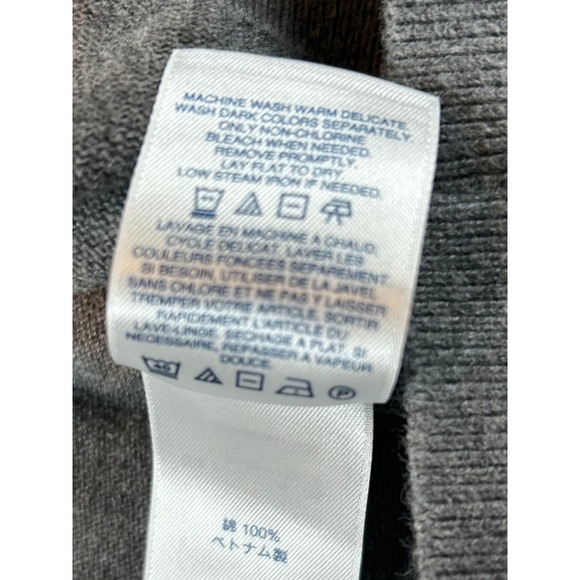 MACHINE WASH WARM DELICATE.
WASH DARK COLORS SEPARATELY.
ONLY NON-CHLORINE
BLEACH WHEN NEEDED.
REMOVE PROMPTLY.
LAY FLAT TO DRY.
LOW STEAM IRON IF NEEDED.
LAVAGE EN MACHINE A CHAUD,
CYCLE DELICAT. LAVER LES
COULEURS FONCÉES SEPAREMENT.
SI BESOIN, UTILISER DE LA JAVEL
SANS CHLORE ET NE PAS Y LAISSER
TREMPER VOTRE ARTICLE. SORTIR
RAPIDEMENT L'ARTICLE DU
LAVE-LINGE. SECHAGE A PLAT. SI
NECESSAIRE, REPASSER A VAPEUR
DOUCE.
40 P
綿 100%
ベトナム製